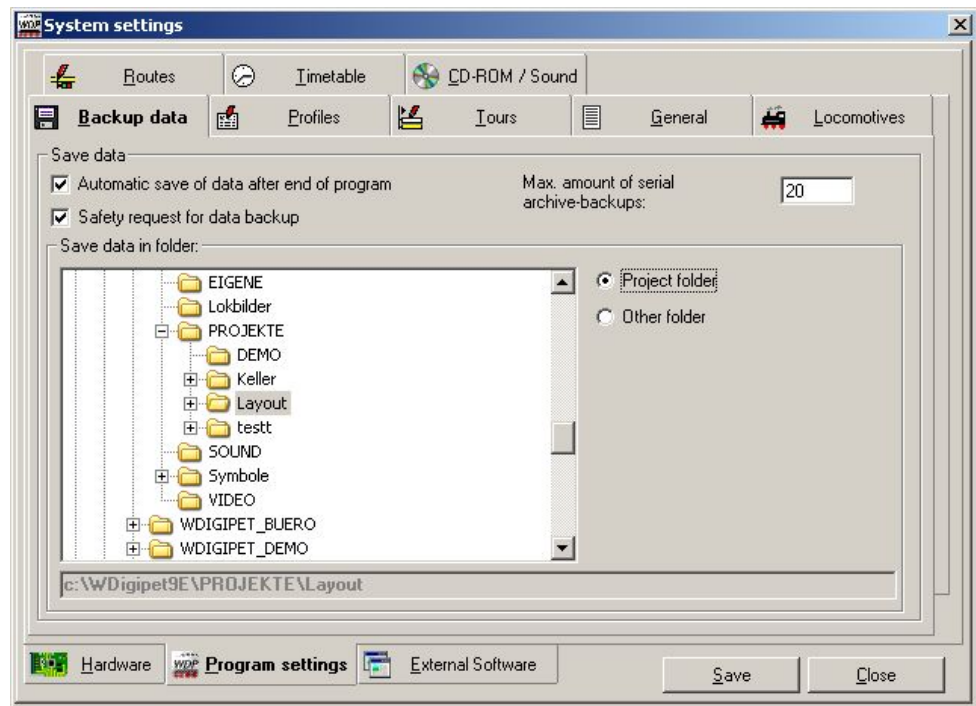 WDP System settings
Routes Timetable CD-ROM / Sound
Backup data Profiles Tours General Locomotives
Save data
Automatic save of data after end of program
Max. amount of serial
archive-backups:
20
Safety request for data backup
Save data in folder:
EIGENE
Lokbilder
PROJEKTE
DEMO
Keller
Layout
testt
SOUND
Symbole
VIDEO
WDIGIPET_BUERO
WDIGIPET_DEMO
Project folder
Other folder
c:\WDigipet9E\PROJEKTE\Layout
Hardware WDP Program settings External Software
Save Close